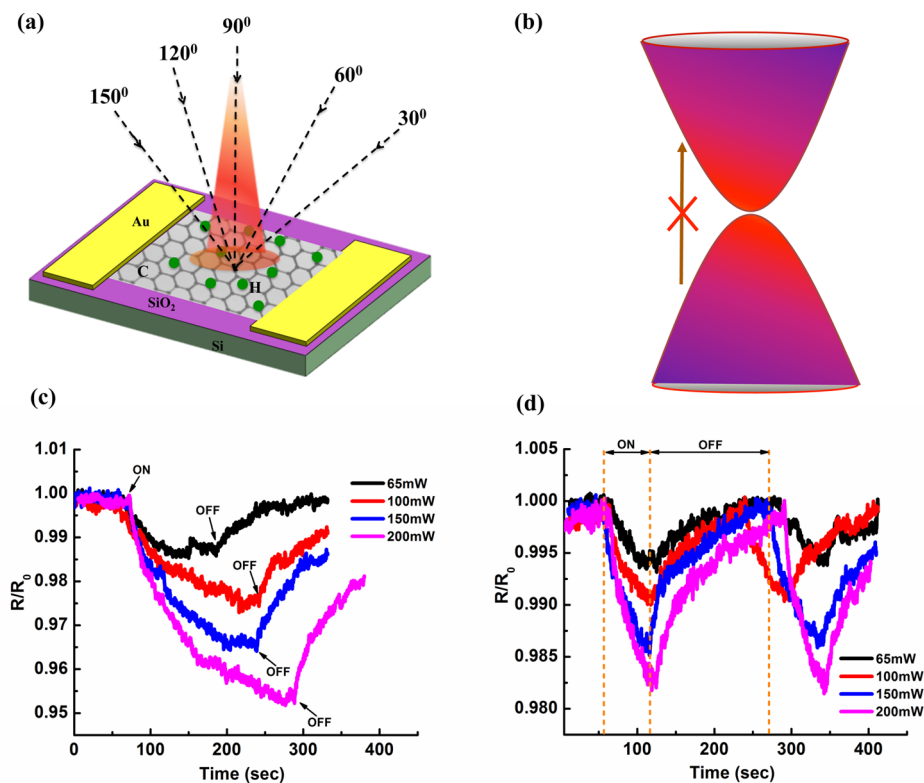 (a)
90⁰
120⁰
60⁰
150⁰
30⁰
Au
C
H
SiO₂
Si
(b)
(c)
1.01
1.00
0.99
0.98
0.97
0.96
0.95
R/R₀
0
100
200
300
400
Time (sec)
ON
OFF
OFF
OFF
OFF
65mW
100mW
150mW
200mW
(d)
1.005
1.000
0.995
0.990
0.985
0.980
R/R₀
100
200
300
400
Time (sec)
ON
OFF
65mW
100mW
150mW
200mW